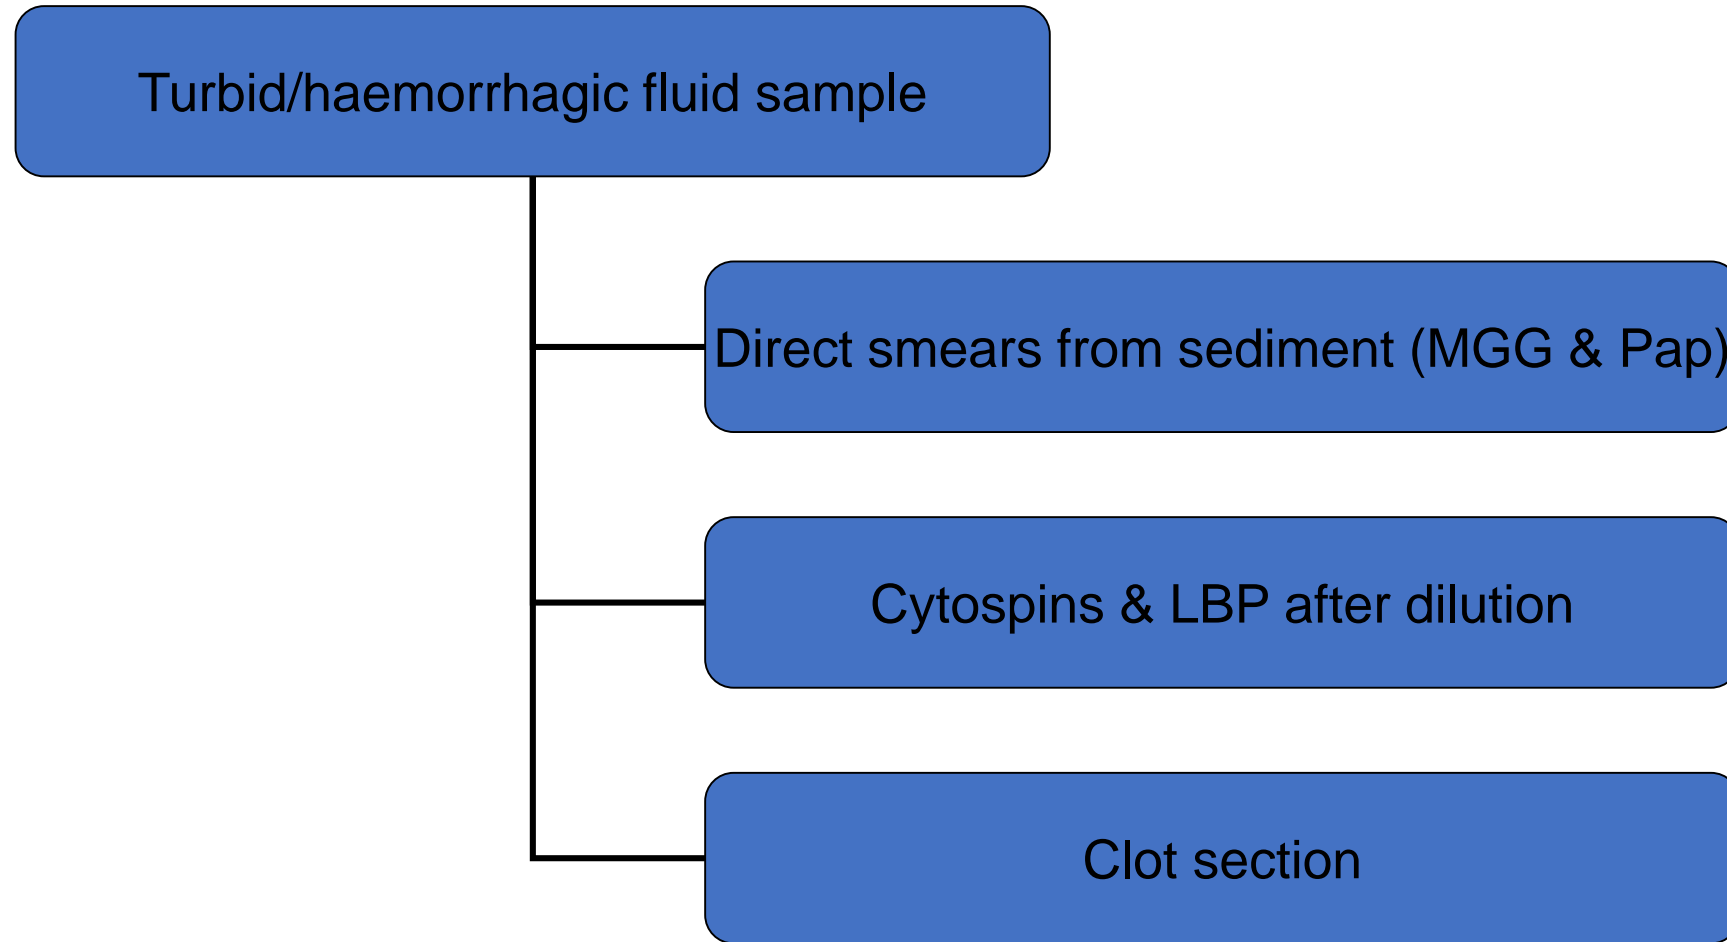 Turbid/haemorrhagic fluid sample
Direct smears from sediment (MGG & Pap)
Cytospins & LBP after dilution
Clot section